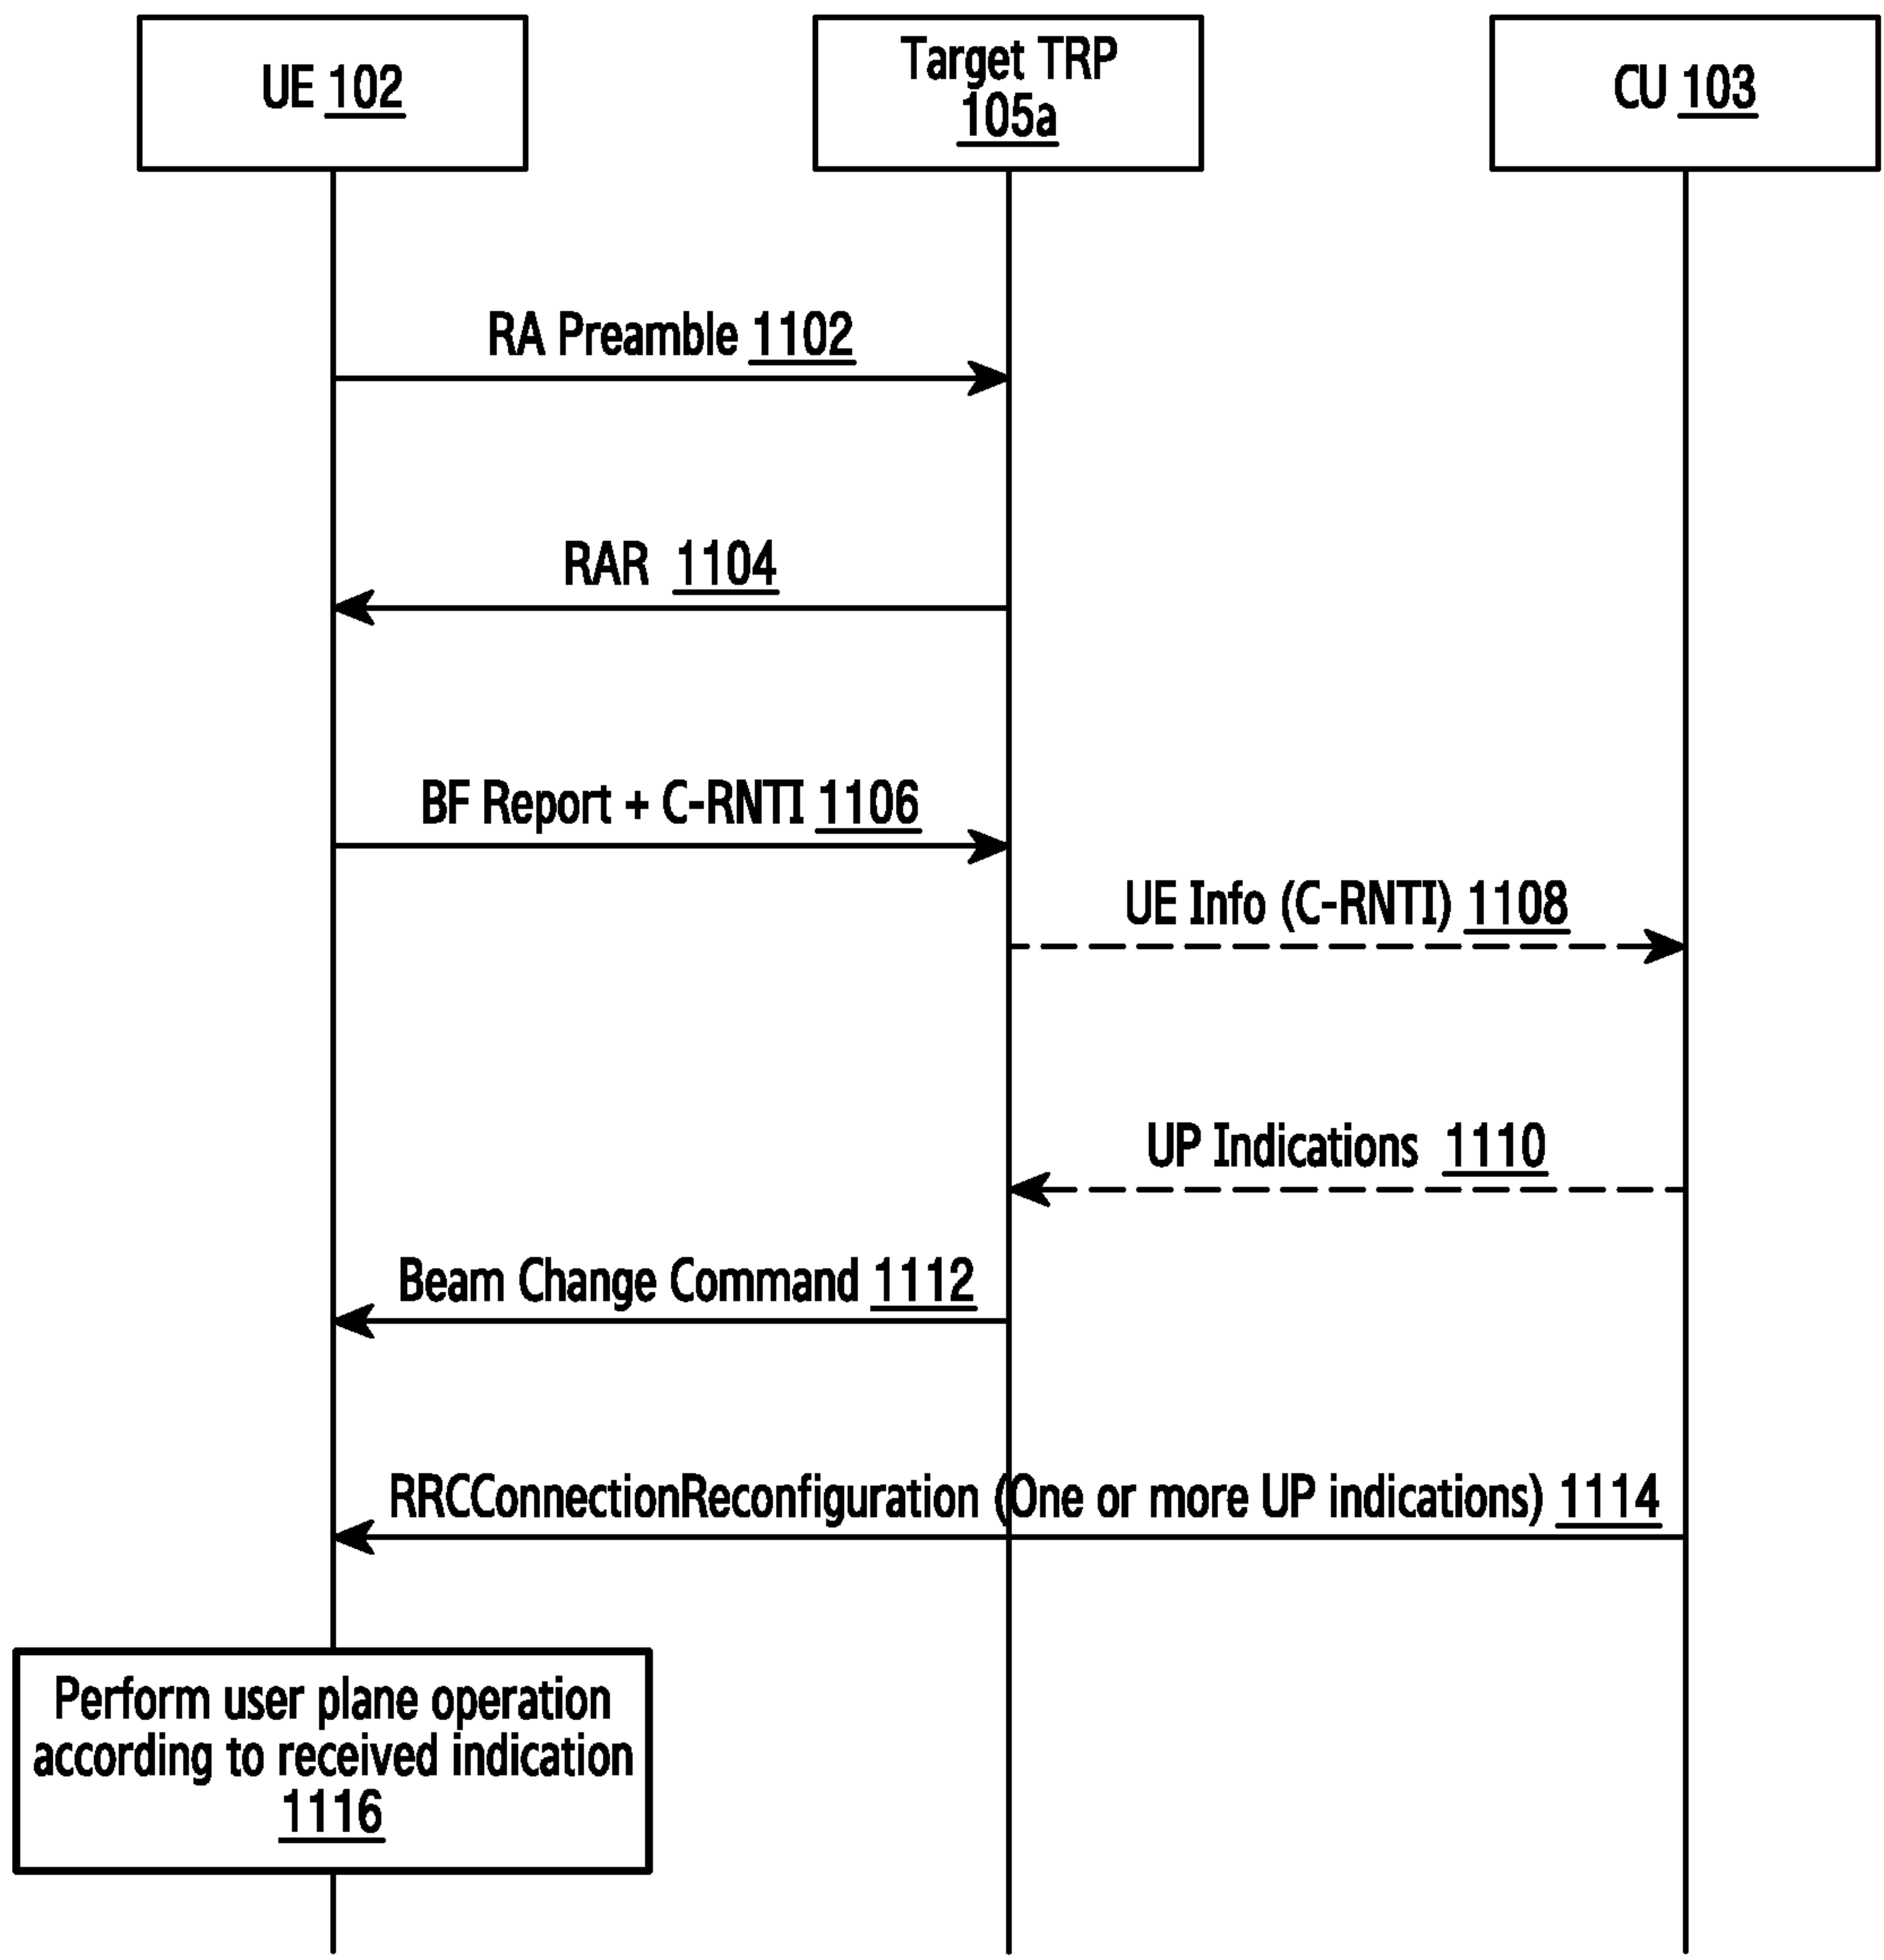 UE 102
Target TRP
105a
CU 103
RA Preamble 1102
RAR 1104
BF Report + C-RNTI 1106
UE Info (C-RNTI) 1108
UP Indications 1110
Beam Change Command 1112
RRCConnectionReconfiguration (One or more UP indications) 1114
Perform user plane operation
according to received indication
1116